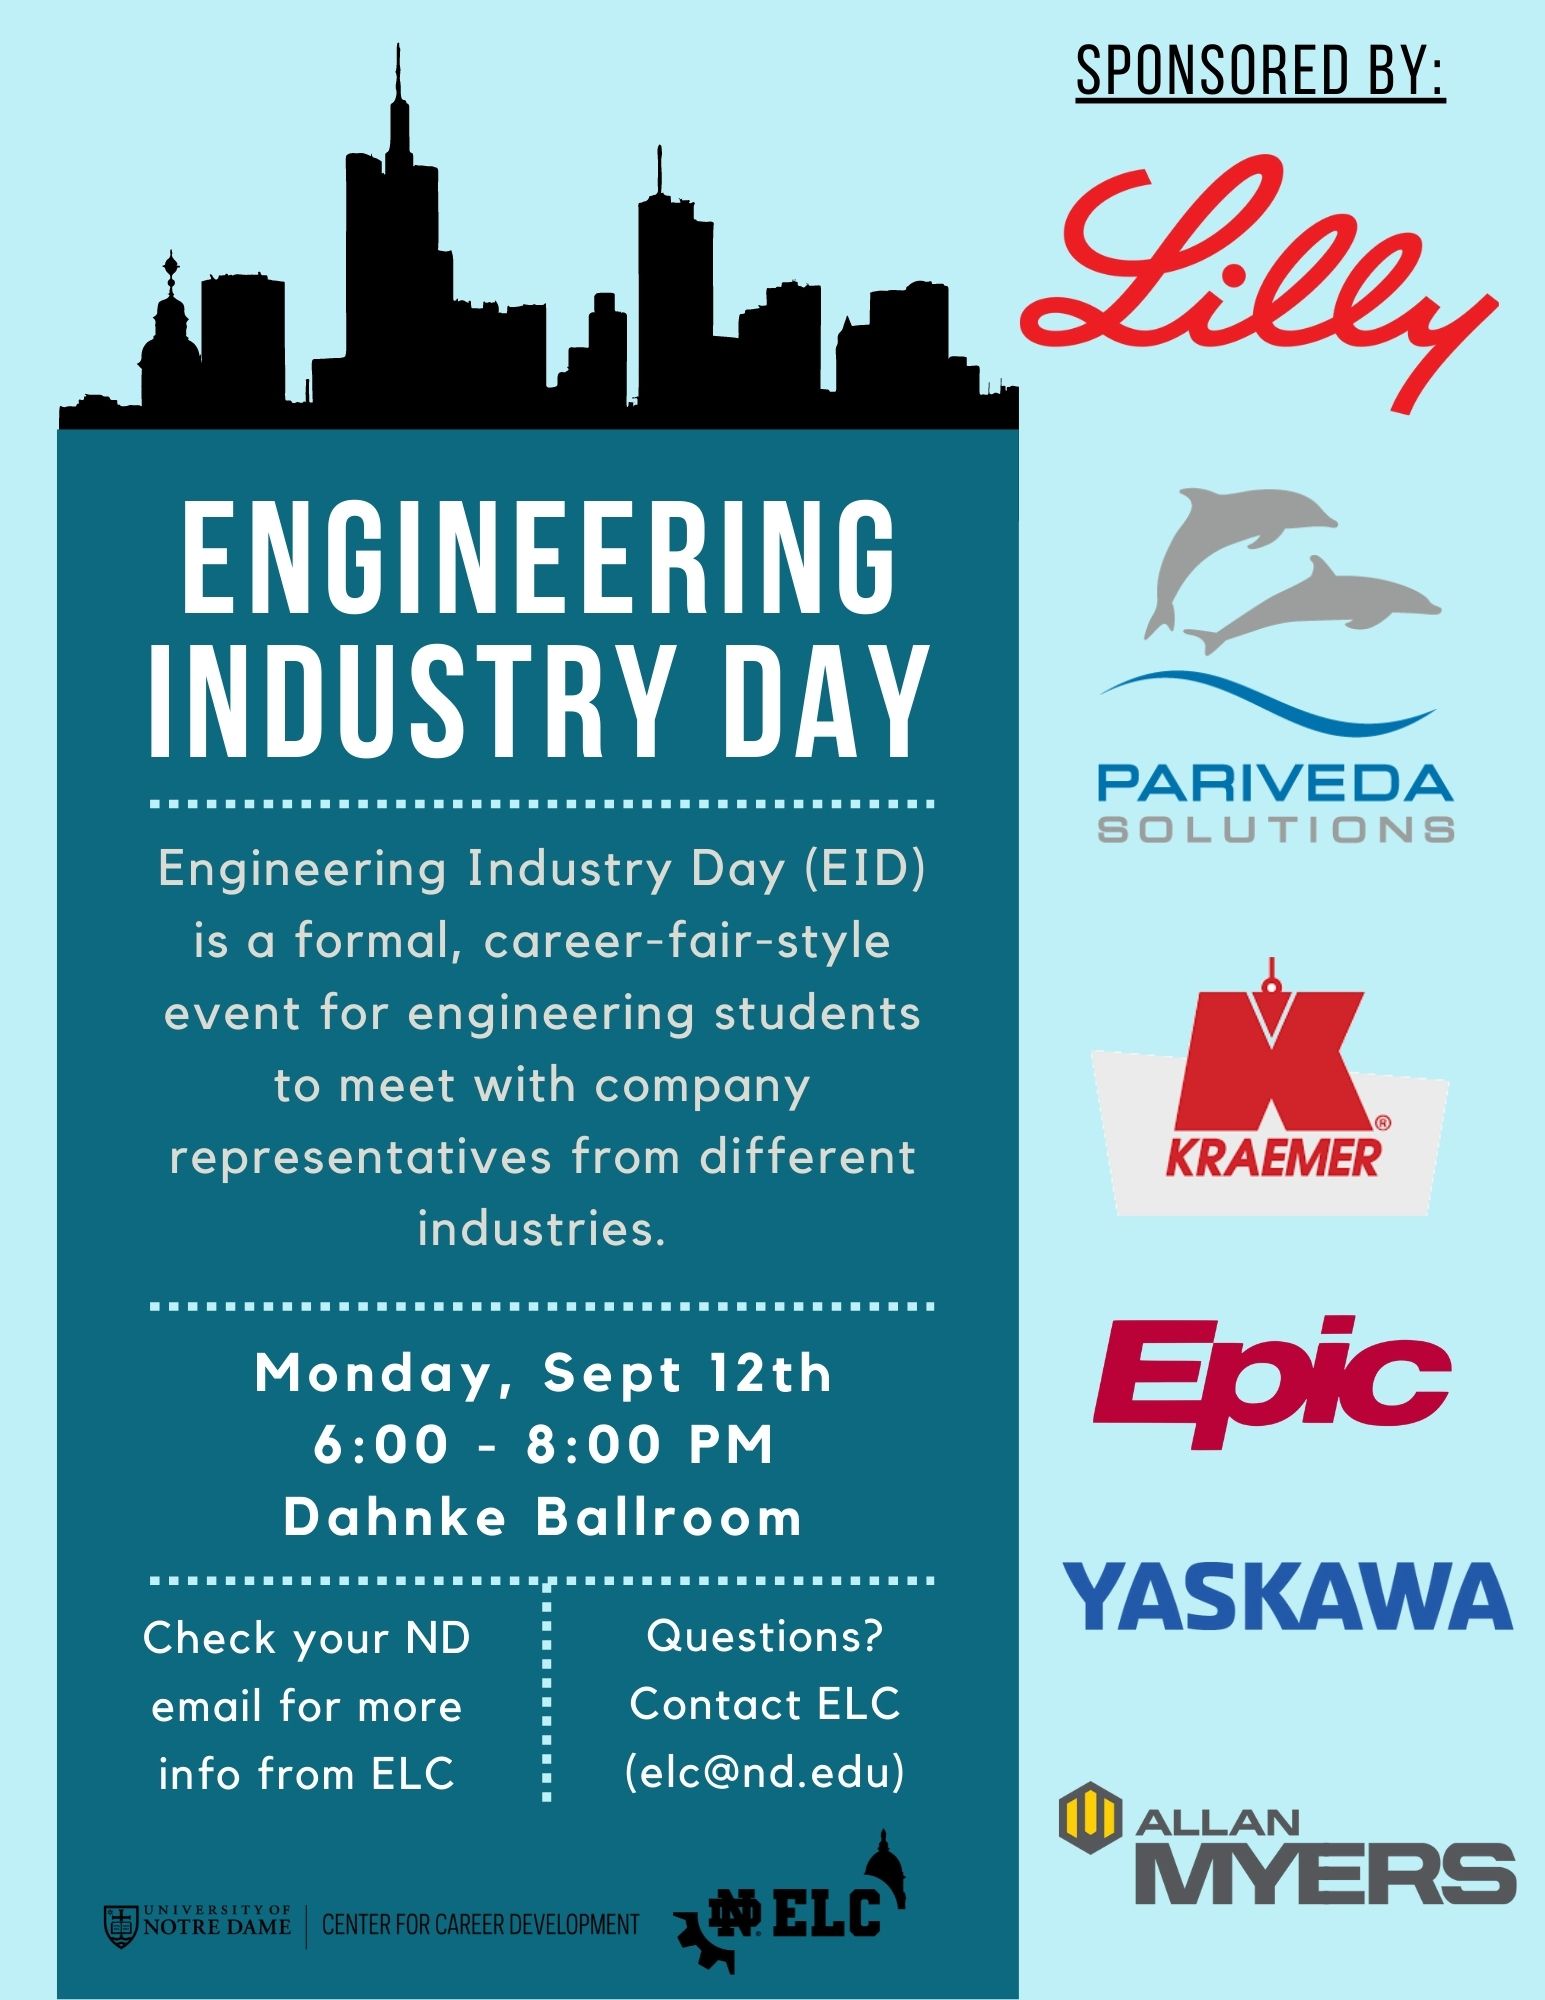 ENGINEERING
INDUSTRY DAY
Engineering Industry Day (EID)
is a formal, career-fair-style
event for engineering students
to meet with company
representatives from different
industries.
Monday, Sept 12th
6:00 - 8:00 PM
Dahnke Ballroom
Check your ND
email for more
info from ELC
Questions?
Contact ELC
(elc@nd.edu)
UNIVERSITY OF
NOTRE DAME
CENTER FOR CAREER DEVELOPMENT
ND ELC
SPONSORED BY:
Lilly
PARIVEDA
SOLUTIONS
K
KRAEMER®
Epic
YASKAWA
ALLAN
MYERS